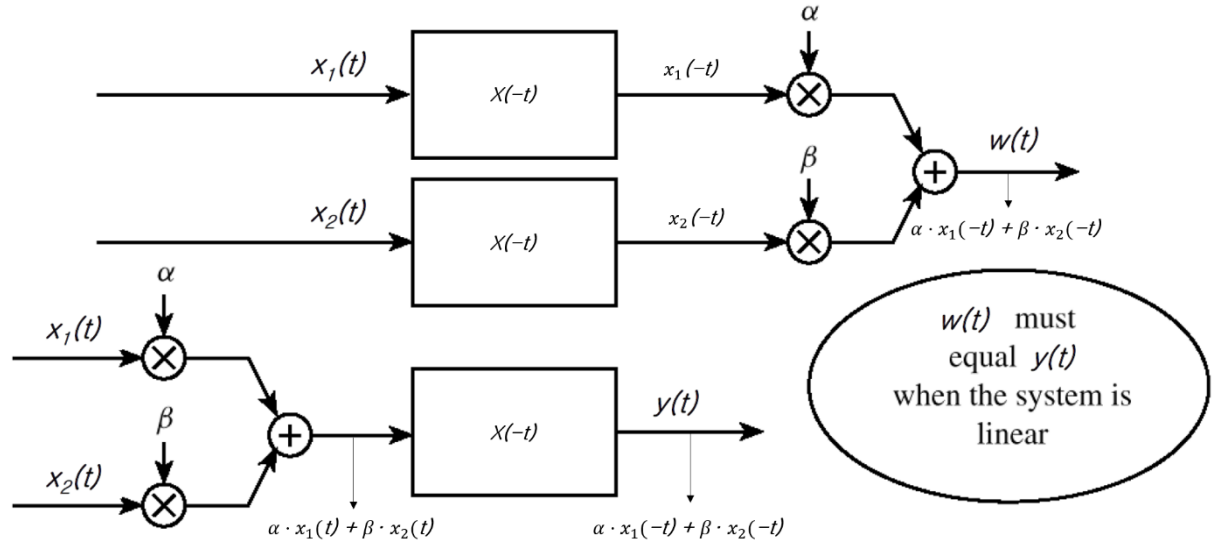 α
x₁(t)
X(−t)
x₁(−t)
β
w(t)
x₂(t)
X(−t)
x₂(−t)
α · x₁(−t) + β · x₂(−t)
α
x₁(t)
w(t) must
equal y(t)
when the system is
linear
β
X(−t)
y(t)
x₂(t)
α · x₁(t) + β · x₂(t)
α · x₁(−t) + β · x₂(−t)